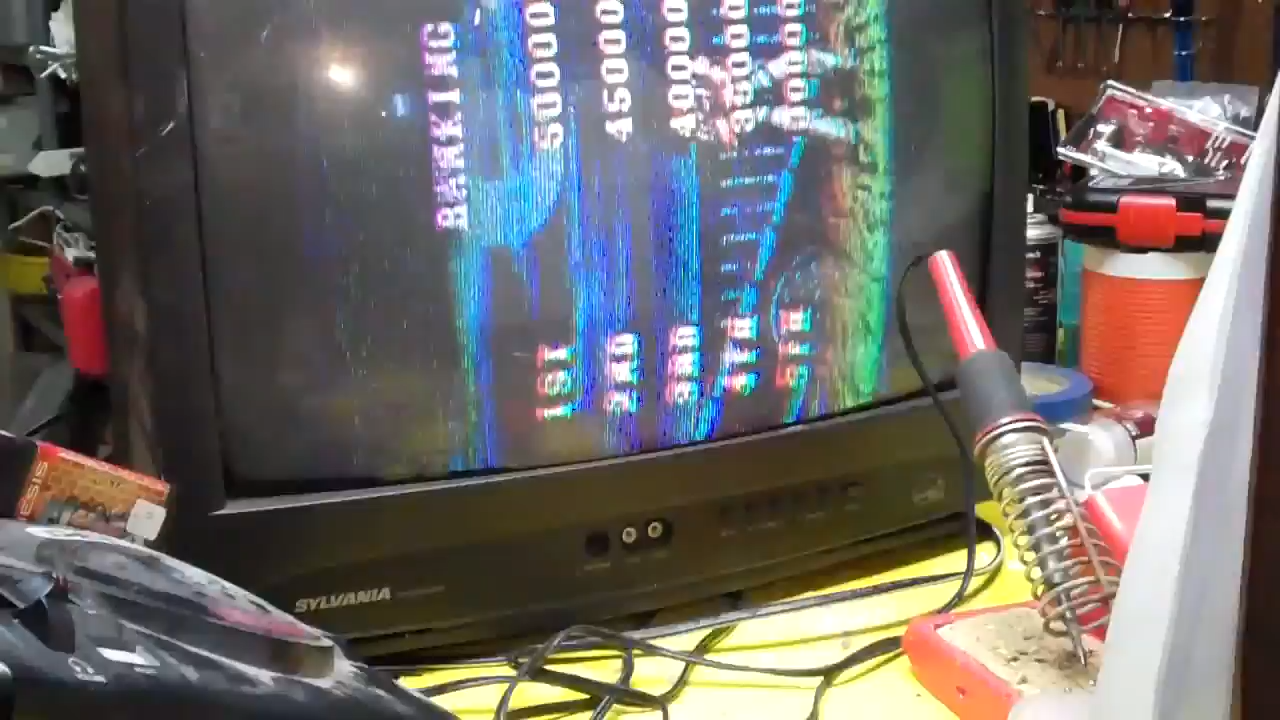 RANKING
1ST 50000
2ND 45000
3RD 40000
4TH 35000
5TH 30000
SYLVANIA